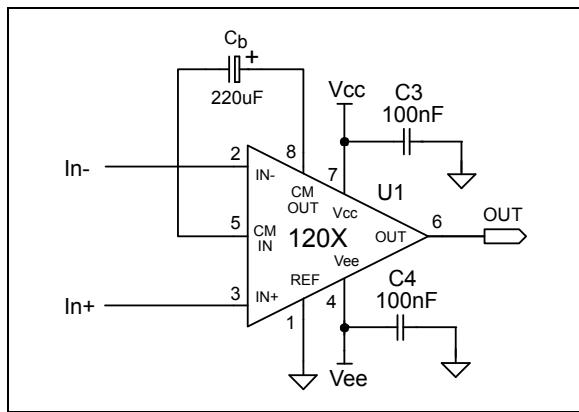 Cb
+
220uF
Vcc
C3
100nF
8
7
In-
2
IN-
CM
OUT
Vcc
U1
5
CM
IN
120X
OUT
6
OUT
Vee
In+
3
IN+
REF
1
4
C4
100nF
Vee